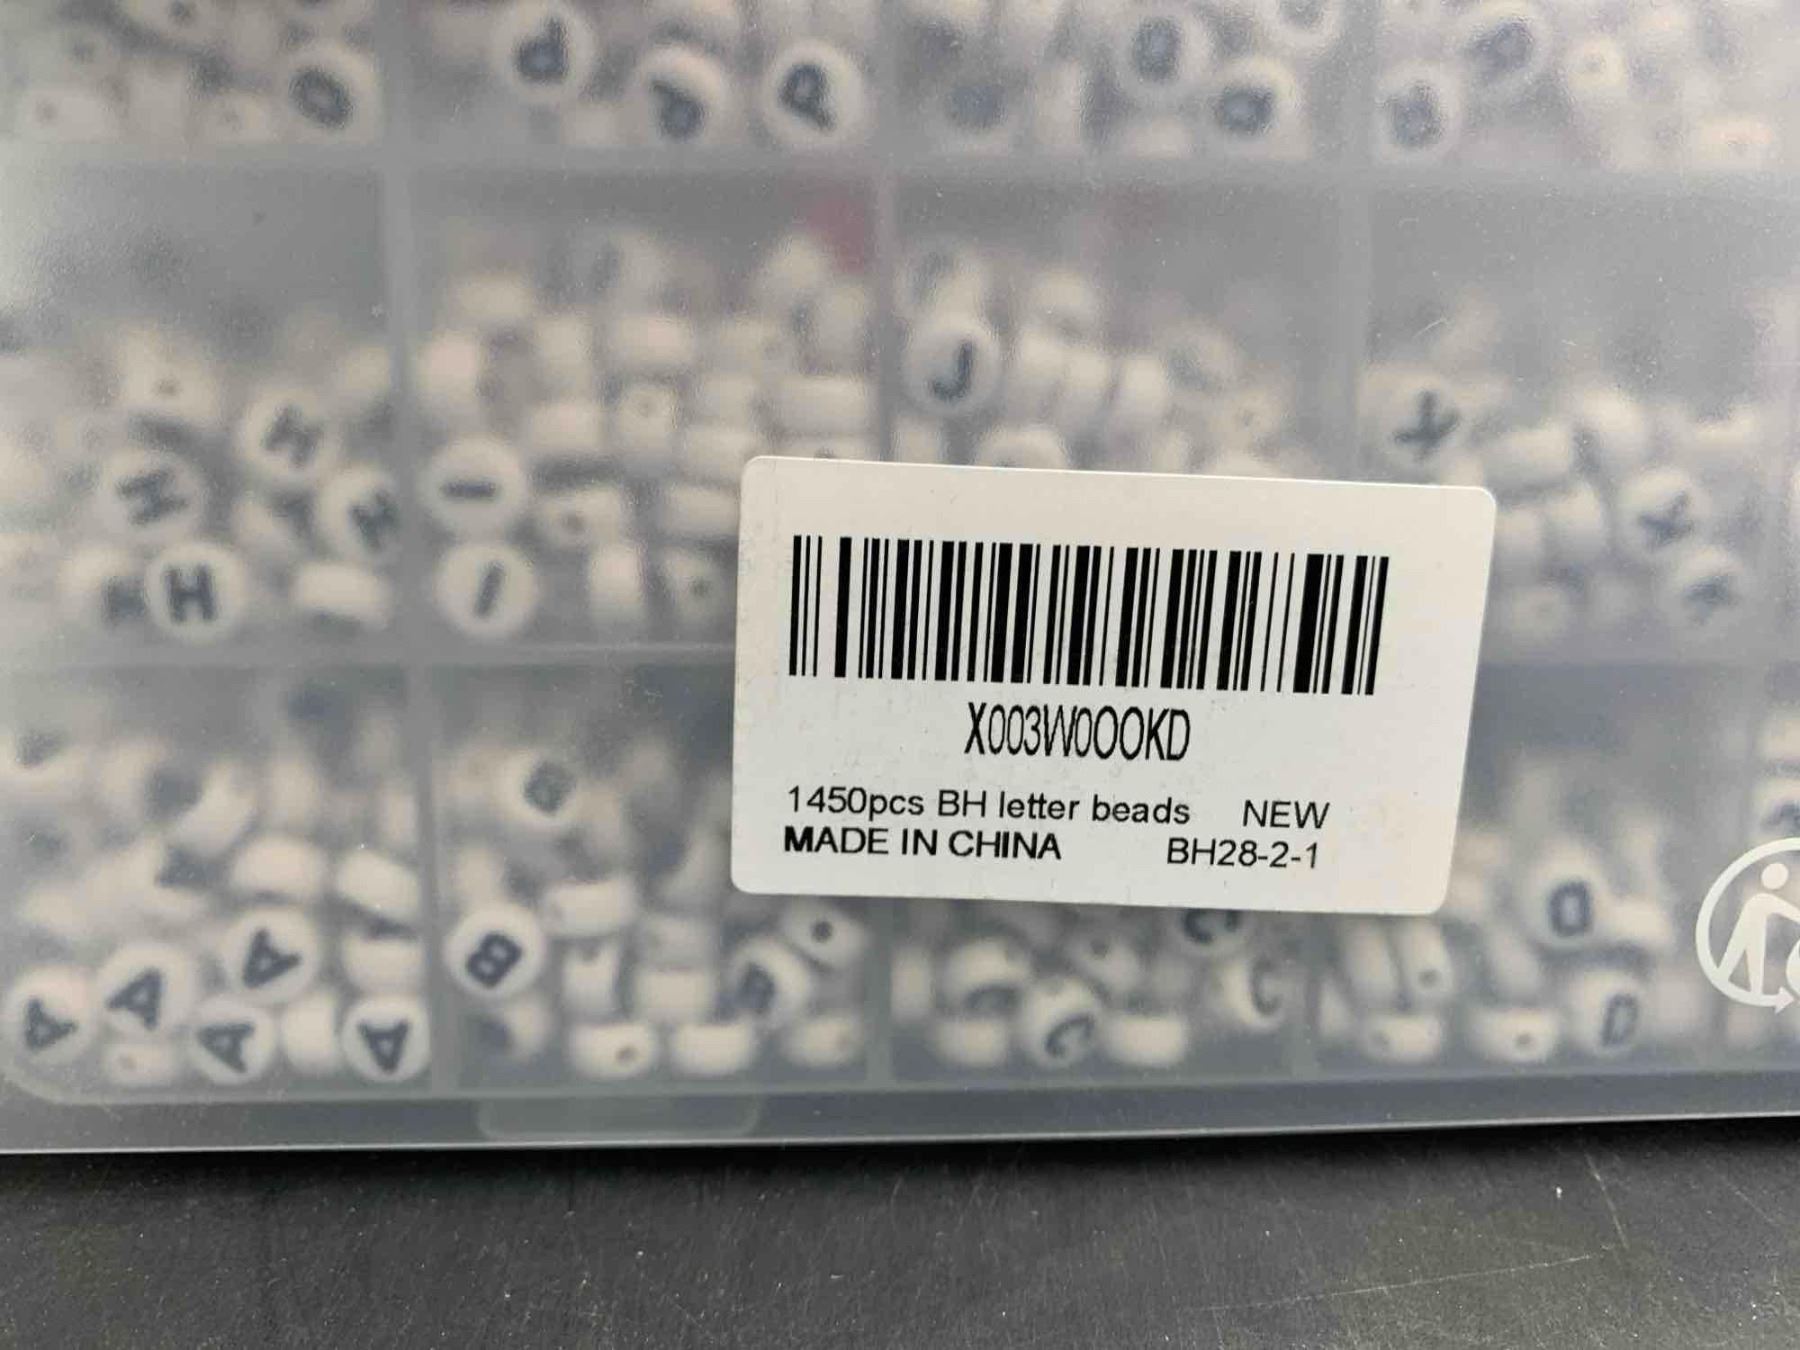 P
J
H
H
I
H
I
H
X003W0OOKD
1450pcs BH letter beads NEW
MADE IN CHINA BH28-2-1
B
D
A
A
A
C
D
A
A
C